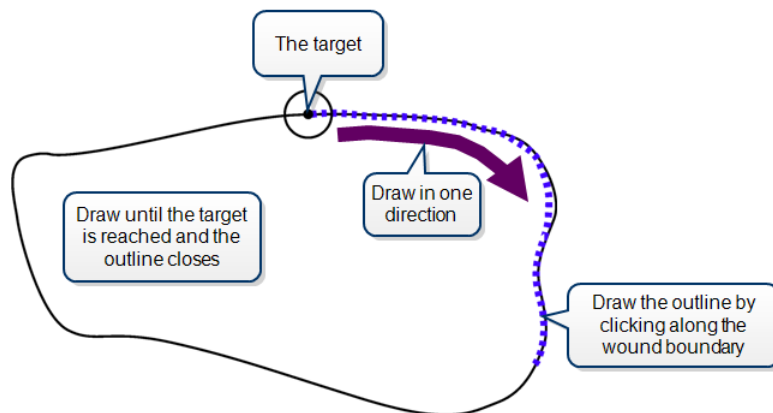 The target
Draw in one
direction
Draw until the target
is reached and the
outline closes
Draw the outline by
clicking along the
wound boundary